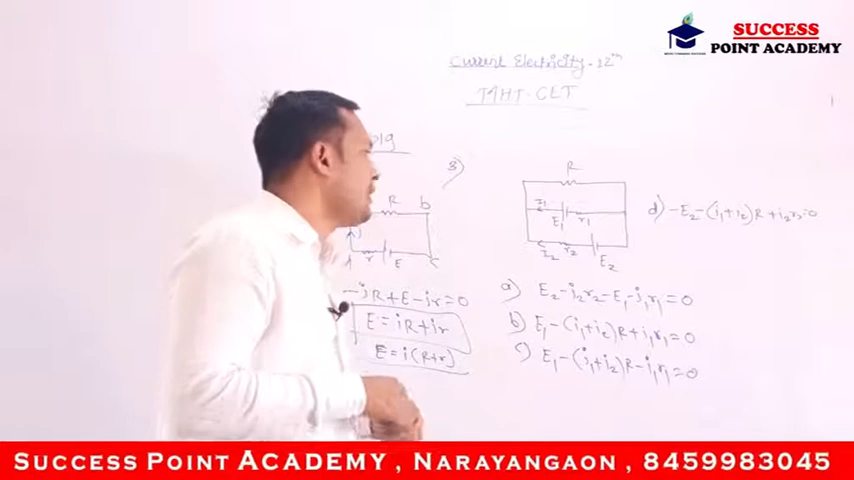 SUCCESS
POINT ACADEMY
Current Electricity - 12th
MHT-CET
3)
R
b
r
E
C
A
-iR+E-ir=0
E=iR+ir
E=i(R+r)
R
I1
E1
r1
I2
r2
E2
d) -E2-(i1+i2)R+i2r2=0
a) E2-i2r2-E1-i1r1=0
b) E1-(i1+i2)R+i1r1=0
c) E1-(i1+i2)R-i1r1=0
SUCCESS POINT ACADEMY , NARAYANGAON , 8459983045